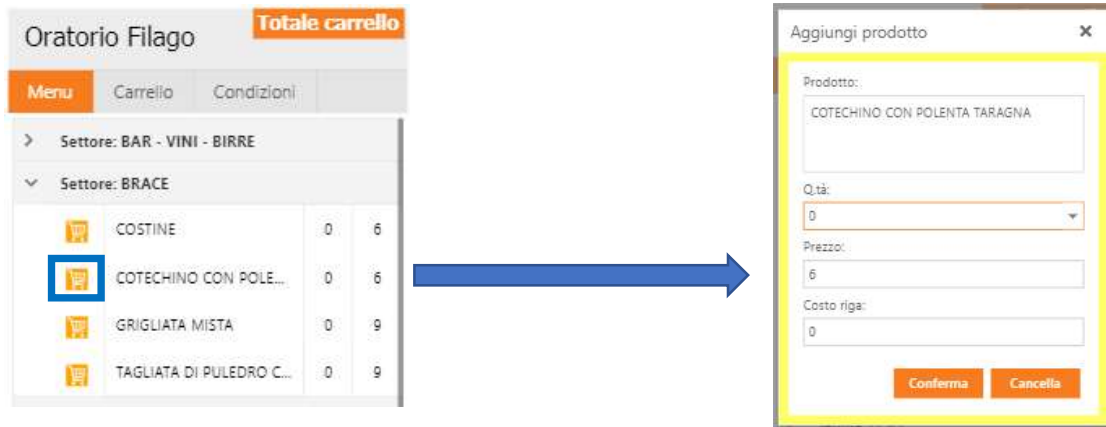 Oratorio Filago
Totale carrello
Menu Carrello Condizioni
Settore: BAR - VINI - BIRRE
Settore: BRACE
COSTINE 0 6
COTECHINO CON POLE... 0 6
GRIGLIATA MISTA 0 9
TAGLIATA DI PULEDRO C... 0 9
Aggiungi prodotto
Prodotto:
COTECHINO CON POLENTA TARAGNA
Q.tà:
0
Prezzo:
6
Costo riga:
0
Conferma Cancella